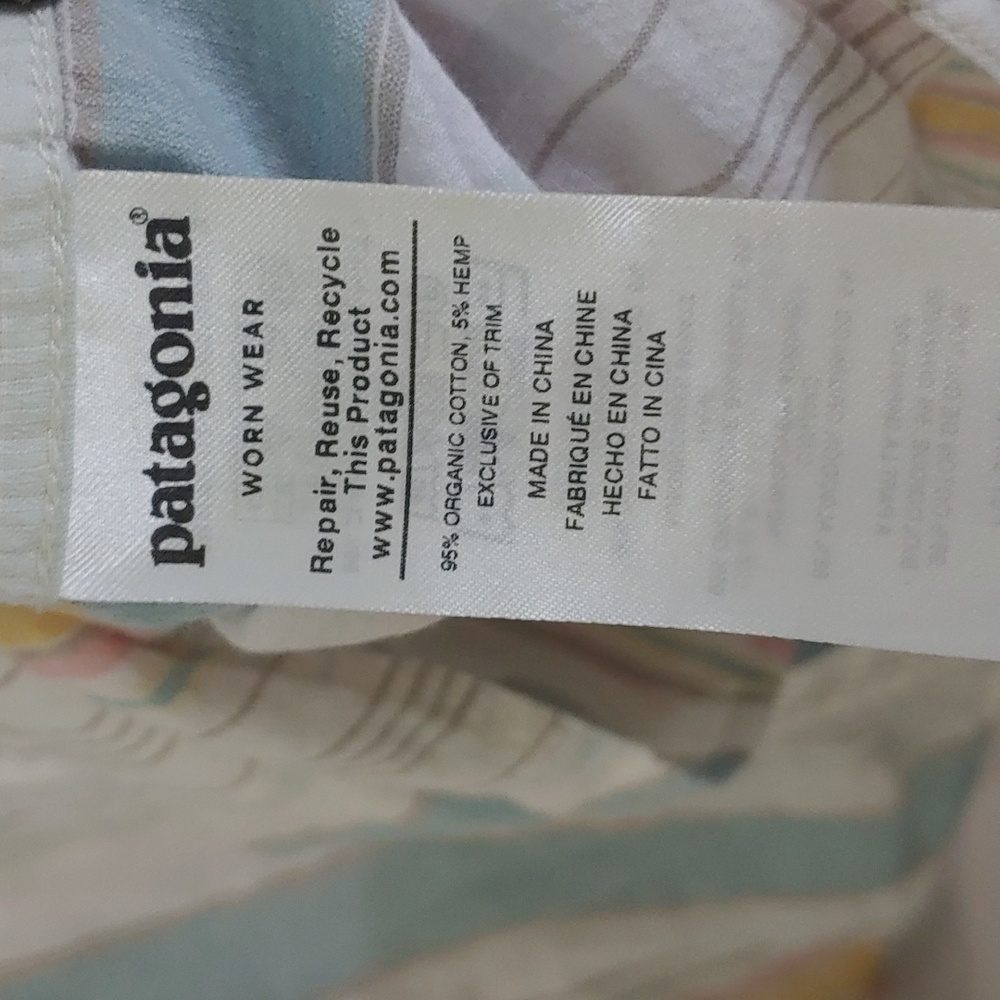 patagonia®
WORN WEAR
Repair, Reuse, Recycle
This Product
www.patagonia.com
95% ORGANIC COTTON, 5% HEMP
EXCLUSIVE OF TRIM
MADE IN CHINA
FABRIQUÉ EN CHINE
HECHO EN CHINA
FATTO IN CINA